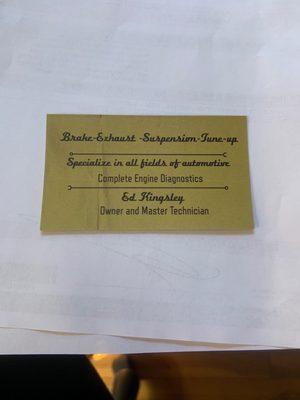 Brake-Exhaust -Suspension-Tune-up
Specialize in all fields of automotive
Complete Engine Diagnostics
Ed Kingsley
Owner and Master Technician